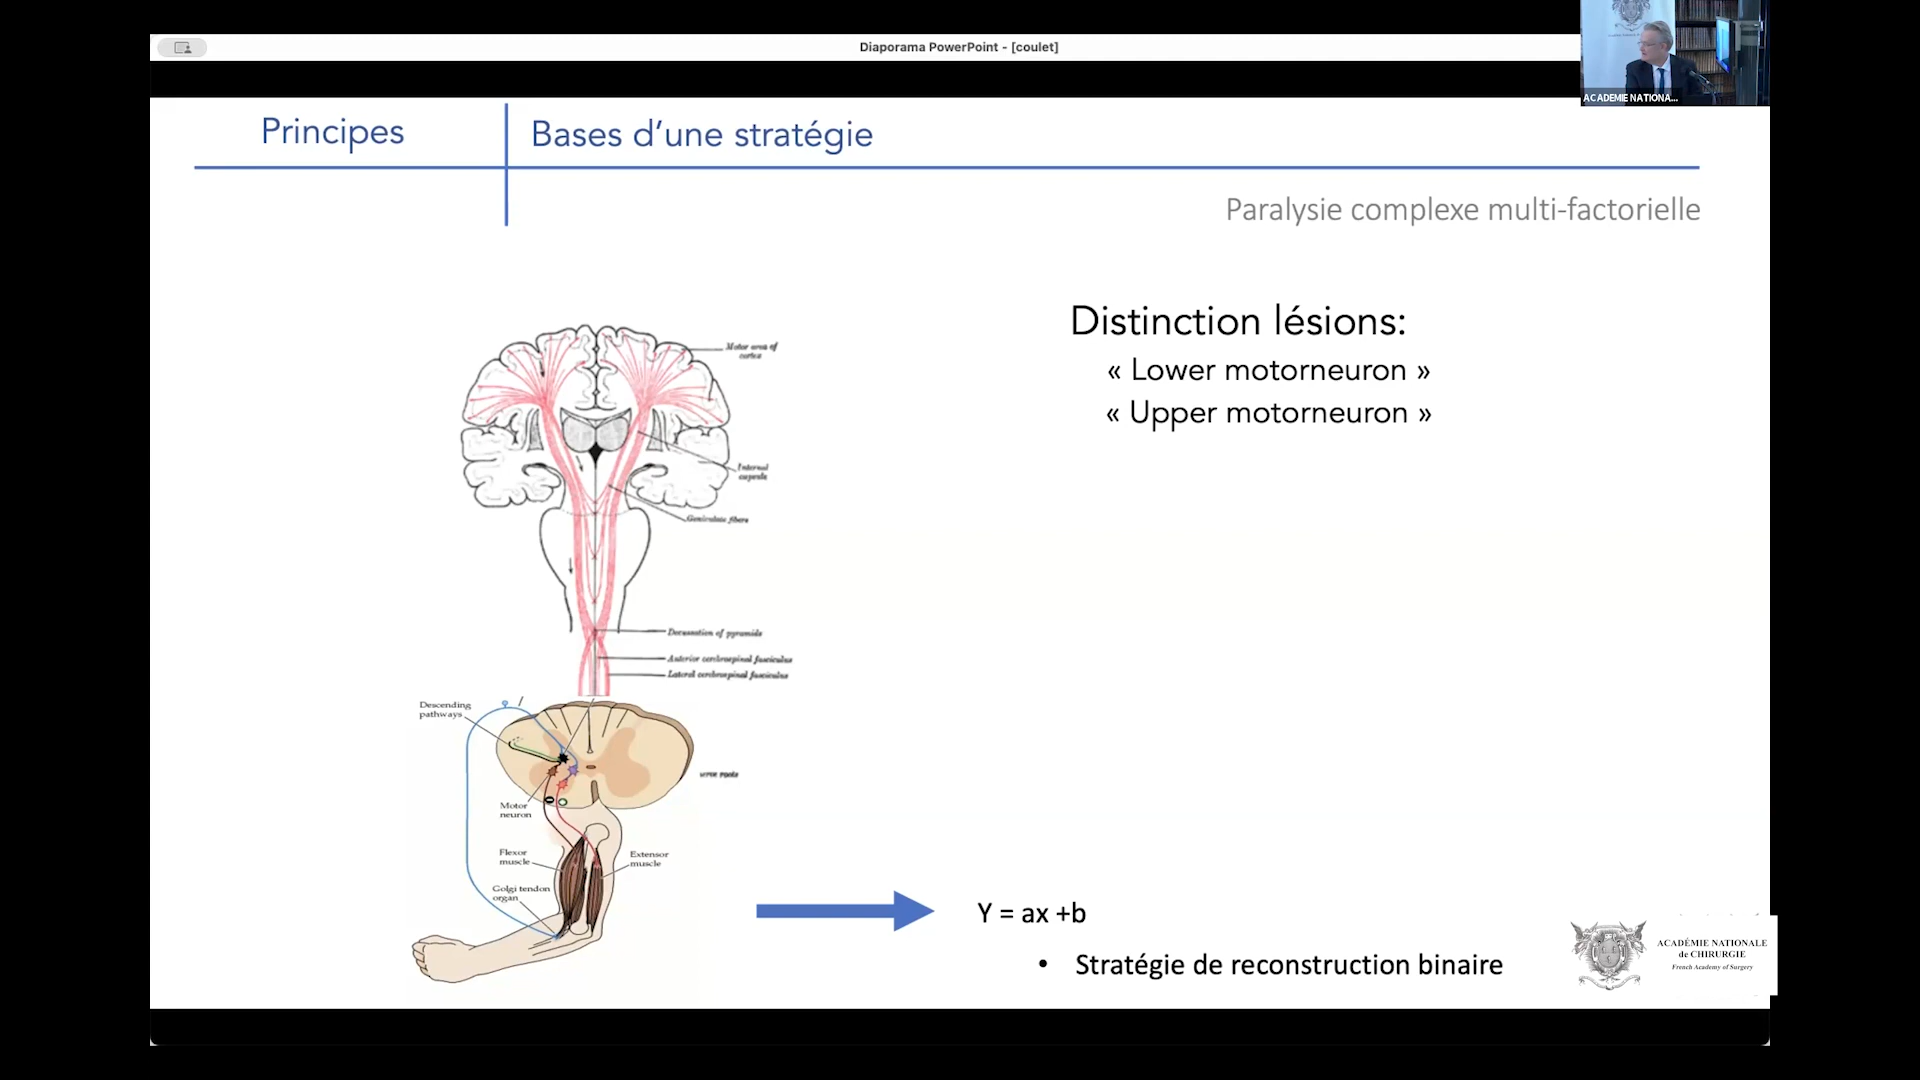 Diaporama PowerPoint - [coulet]
ACADEMIE NATIONA...
Principes
Bases d’une stratégie
Paralysie complexe multi-factorielle
Distinction lésions:
« Lower motorneuron »
« Upper motorneuron »
Motor area of
cortex
Internal
capsule
Geniculate fibers
Decussation of pyramids
Anterior cerebrospinal fasciculus
Lateral cerebrospinal fasciculus
Descending
pathways
Motor
neuron
Flexor
muscle
Extensor
muscle
Golgi tendon
organ
Y = ax +b
• Stratégie de reconstruction binaire
ACADÉMIE NATIONALE
de CHIRURGIE
French Academy of Surgery